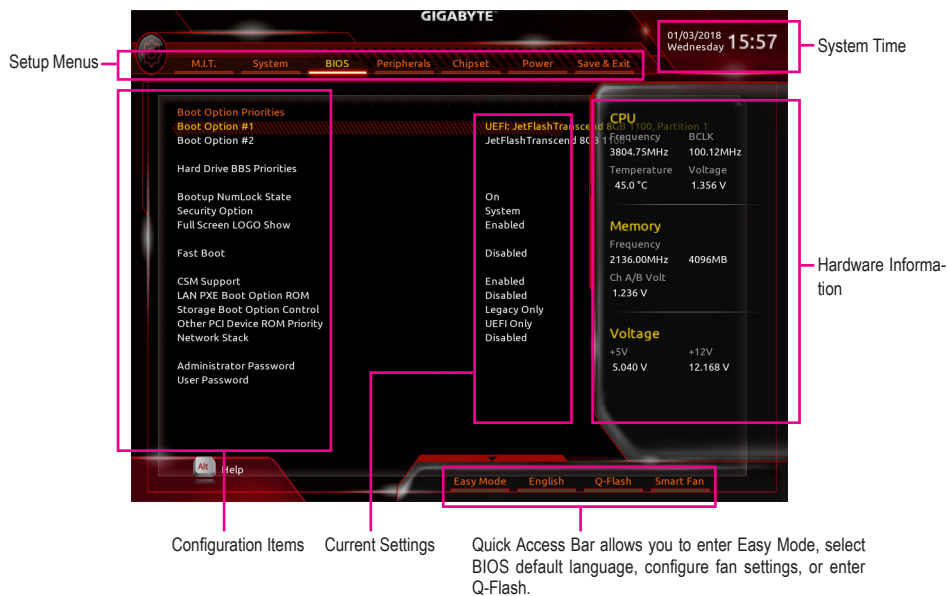 GIGABYTE™
01/03/2018
Wednesday
15:57
System Time
Setup Menus
M.I.T. System BIOS Peripherals Chipset Power Save & Exit
Boot Option Priorities
Boot Option #1 UEFI: JetFlashTranscend 8GB 1100, Partition 1
Boot Option #2 JetFlashTranscend 8GB 1100
Hard Drive BBS Priorities
Bootup NumLock State On
Security Option System
Full Screen LOGO Show Enabled
Fast Boot Disabled
CSM Support Enabled
LAN PXE Boot Option ROM Disabled
Storage Boot Option Control Legacy Only
Other PCI Device ROM Priority UEFI Only
Network Stack Disabled
Administrator Password
User Password
CPU
Frequency BCLK
3804.75MHz 100.12MHz
Temperature Voltage
45.0 °C 1.356 V
Memory
Frequency
2136.00MHz 4096MB
Ch A/B Volt
1.236 V
Voltage
+5V +12V
5.040 V 12.168 V
Hardware Informa-
tion
Alt Help
Easy Mode English Q-Flash Smart Fan
Configuration Items
Current Settings
Quick Access Bar allows you to enter Easy Mode, select
BIOS default language, configure fan settings, or enter
Q-Flash.